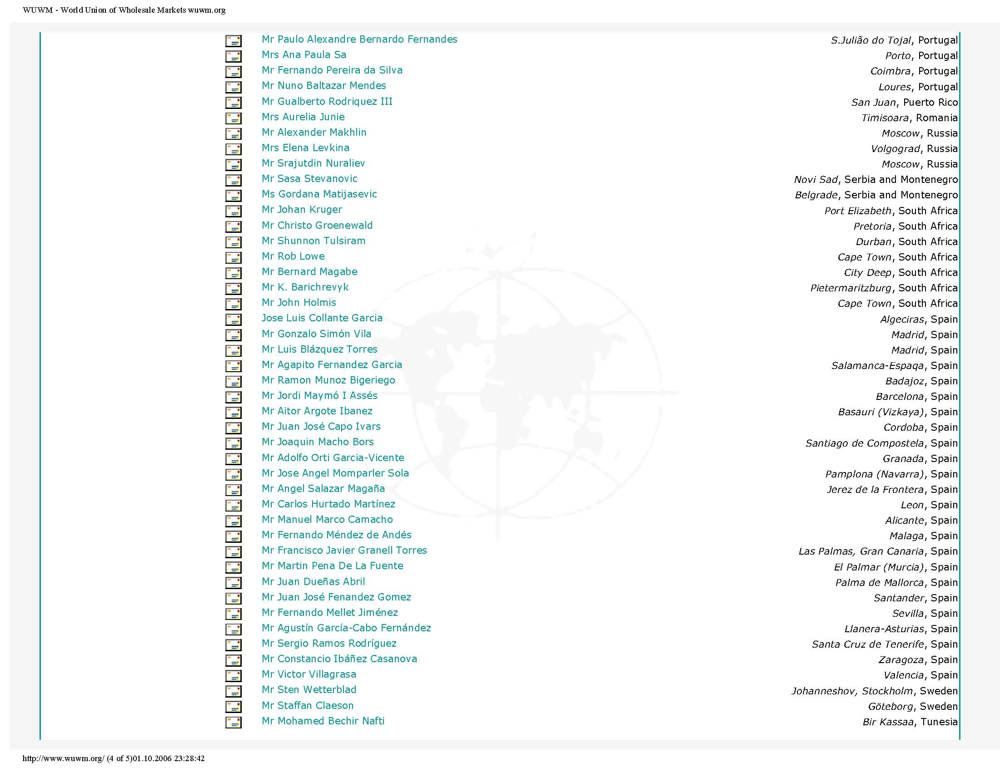 WUWM - World Union of Wholesale Markets wuwm.org
Mr Paulo Alexandre Bernardo Fernandes S.Julião do Tojal, Portugal
Mrs Ana Paula Sa Porto, Portugal
Mr Fernando Pereira da Silva Coimbra, Portugal
Mr Nuno Baltazar Mendes Loures, Portugal
Mr Gualberto Rodriquez III San Juan, Puerto Rico
Mrs Aurelia Junie Timisoara, Romania
Mr Alexander Makhlin Moscow, Russia
Mrs Elena Levkina Volgograd, Russia
Mr Srajutdin Nuraliev Moscow, Russia
Mr Sasa Stevanovic Novi Sad, Serbia and Montenegro
Ms Gordana Matijasevic Belgrade, Serbia and Montenegro
Mr Johan Kruger Port Elizabeth, South Africa
Mr Christo Groenewald Pretoria, South Africa
Mr Shunnon Tulsiram Durban, South Africa
Mr Rob Lowe Cape Town, South Africa
Mr Bernard Magabe City Deep, South Africa
Mr K. Barichrevyk Pietermaritzburg, South Africa
Mr John Holmis Cape Town, South Africa
Jose Luis Collante Garcia Algeciras, Spain
Mr Gonzalo Simón Vila Madrid, Spain
Mr Luis Blázquez Torres Madrid, Spain
Mr Agapito Fernandez Garcia Salamanca-Espaqa, Spain
Mr Ramon Munoz Bigeriego Badajoz, Spain
Mr Jordi Maymó I Assés Barcelona, Spain
Mr Aitor Argote Ibanez Basauri (Vizkaya), Spain
Mr Juan José Capo Ivars Cordoba, Spain
Mr Joaquin Macho Bors Santiago de Compostela, Spain
Mr Adolfo Orti Garcia-Vicente Granada, Spain
Mr Jose Angel Momparler Sola Pamplona (Navarra), Spain
Mr Angel Salazar Magaña Jerez de la Frontera, Spain
Mr Carlos Hurtado Martínez Leon, Spain
Mr Manuel Marco Camacho Alicante, Spain
Mr Fernando Méndez de Andés Malaga, Spain
Mr Francisco Javier Granell Torres Las Palmas, Gran Canaria, Spain
Mr Martin Pena De La Fuente El Palmar (Murcia), Spain
Mr Juan Dueñas Abril Palma de Mallorca, Spain
Mr Juan José Fenandez Gomez Santander, Spain
Mr Fernando Mellet Jiménez Sevilla, Spain
Mr Agustín García-Cabo Fernández Llanera-Asturias, Spain
Mr Sergio Ramos Rodríguez Santa Cruz de Tenerife, Spain
Mr Constancio Ibáñez Casanova Zaragoza, Spain
Mr Victor Villagrasa Valencia, Spain
Mr Sten Wetterblad Johanneshov, Stockholm, Sweden
Mr Staffan Claeson Göteborg, Sweden
Mr Mohamed Bechir Nafti Bir Kassaa, Tunesia
http://www.wuwm.org/ (4 of 5)01.10.2006 23:28:42